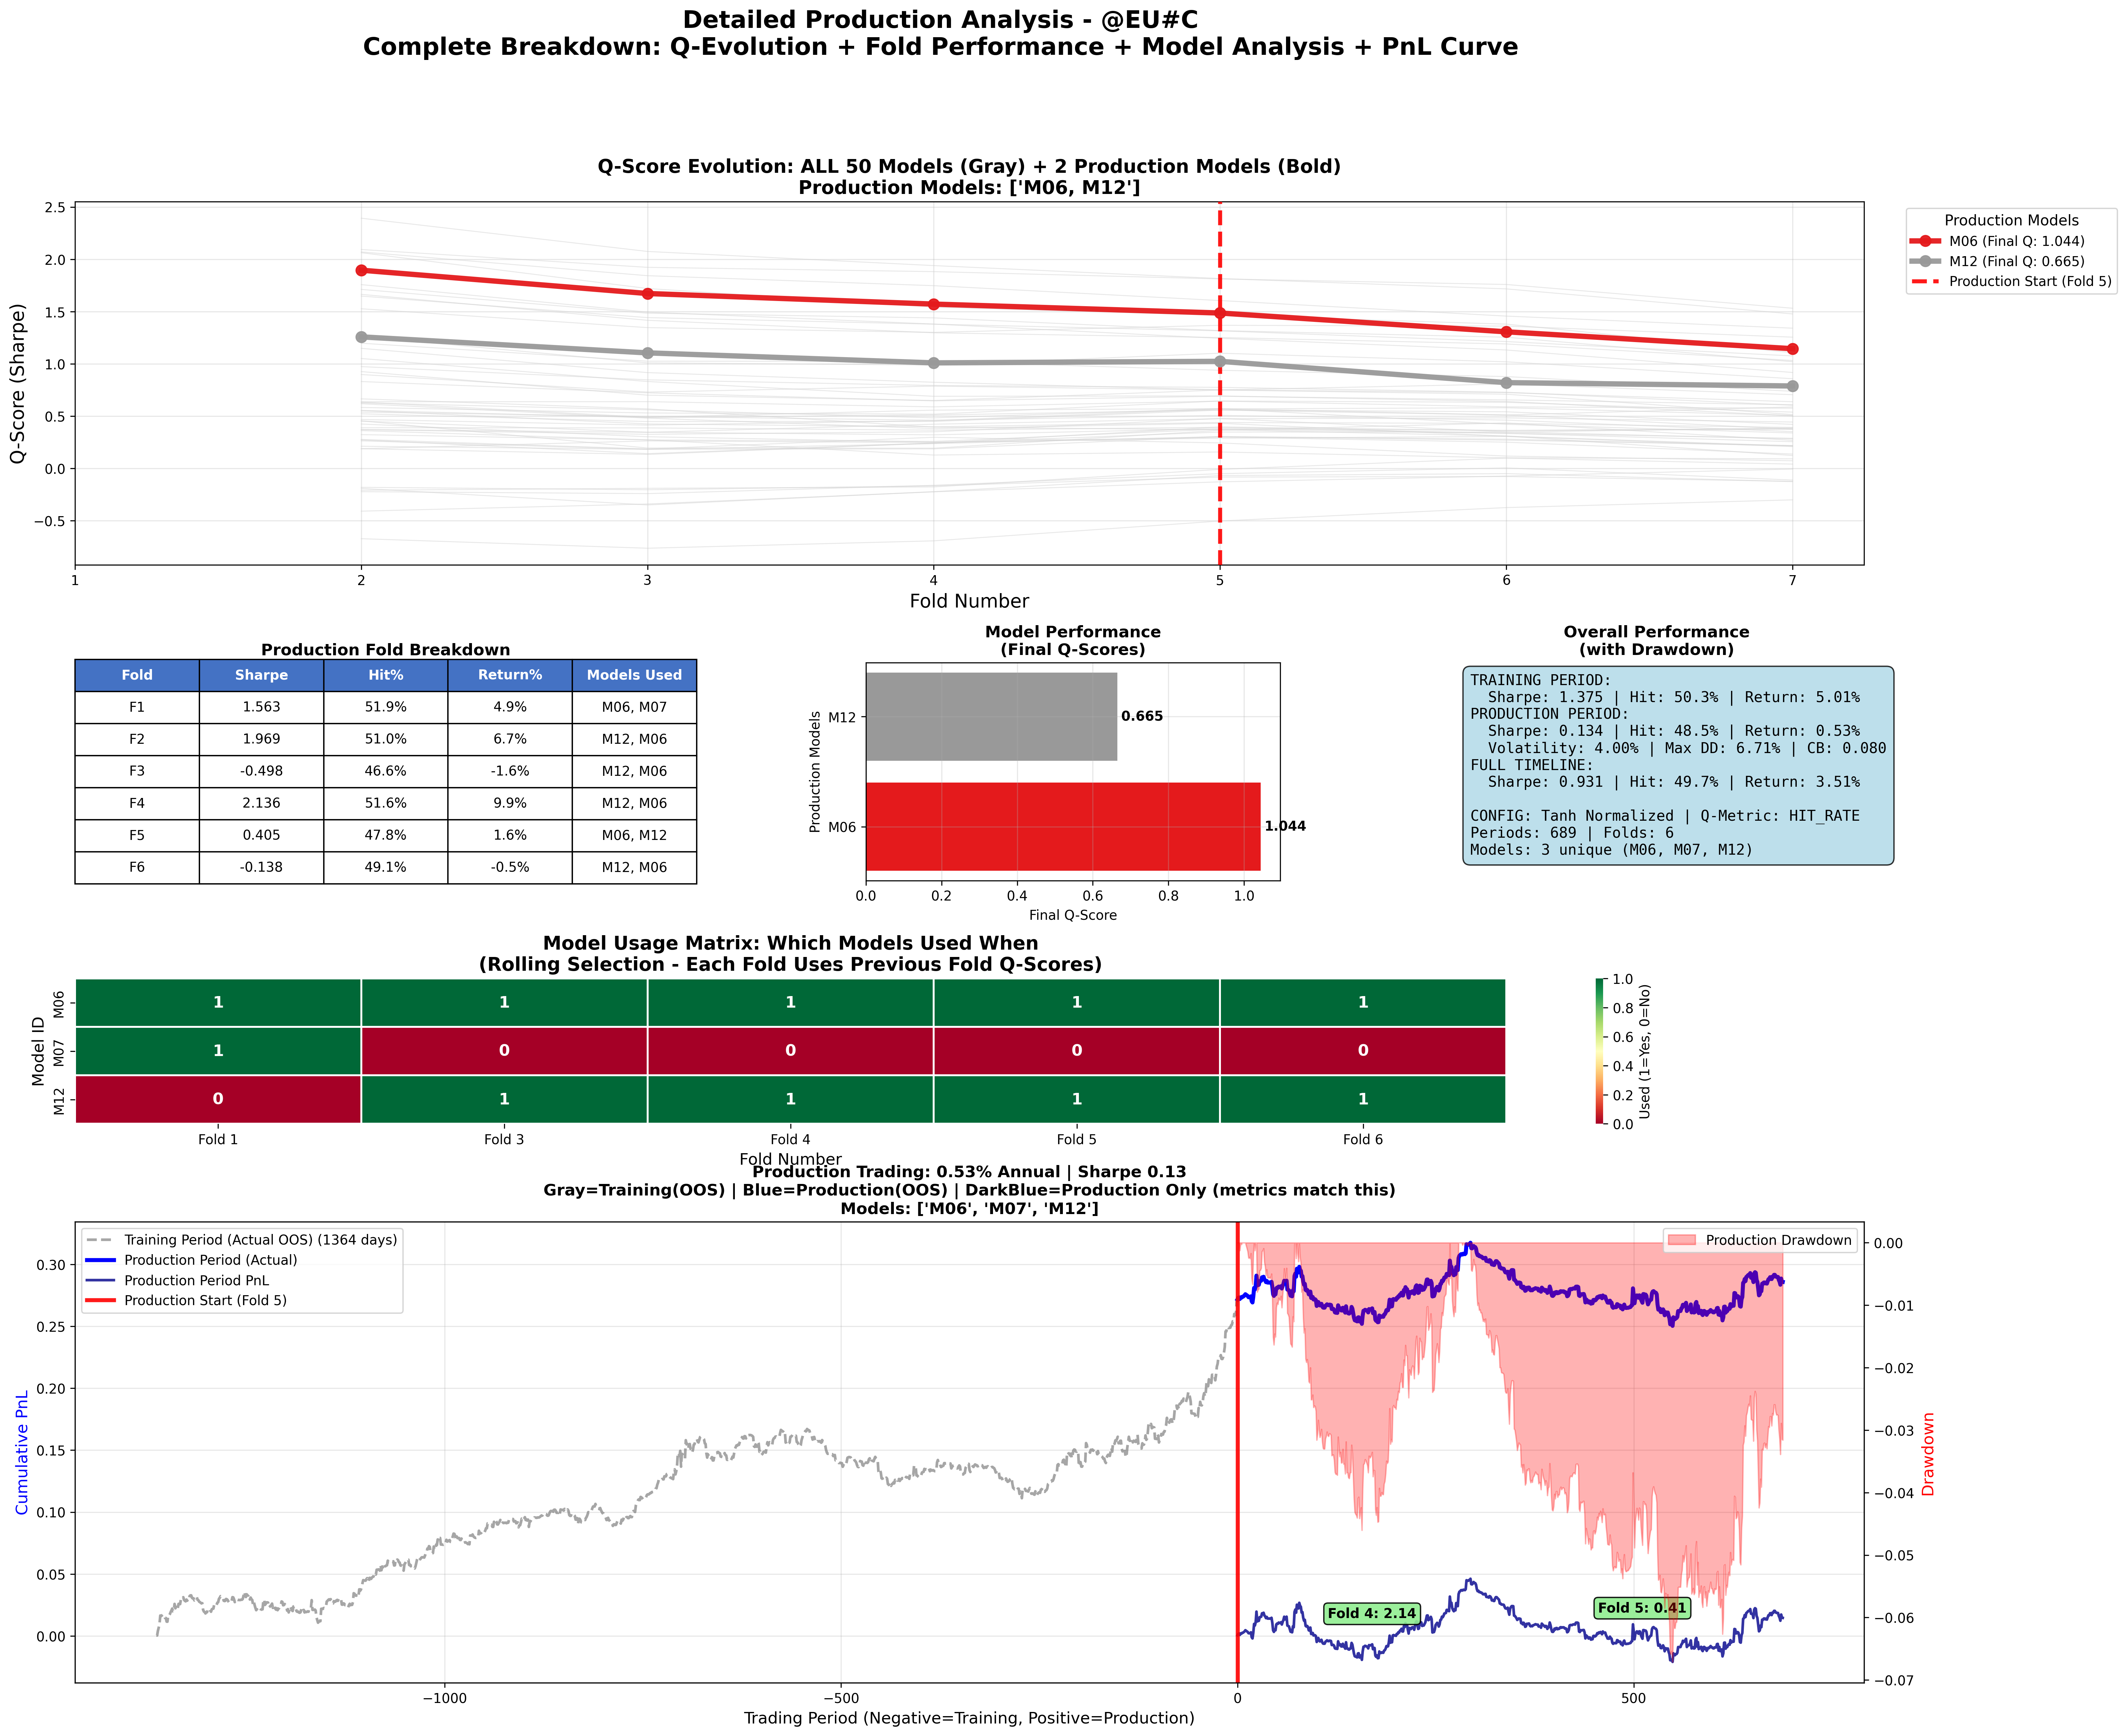 Detailed Production Analysis - @EU#C
Complete Breakdown: Q-Evolution + Fold Performance + Model Analysis + PnL Curve
Q-Score Evolution: ALL 50 Models (Gray) + 2 Production Models (Bold)
Production Models: ['M06, M12']
Q-Score (Sharpe)
2.5
2.0
1.5
1.0
0.5
0.0
−0.5
1 2 3 4 5 6 7
Fold Number
Production Models
M06 (Final Q: 1.044)
M12 (Final Q: 0.665)
Production Start (Fold 5)
Production Fold Breakdown
Fold Sharpe Hit% Return% Models Used
F1 1.563 51.9% 4.9% M06, M07
F2 1.969 51.0% 6.7% M12, M06
F3 -0.498 46.6% -1.6% M12, M06
F4 2.136 51.6% 9.9% M12, M06
F5 0.405 47.8% 1.6% M06, M12
F6 -0.138 49.1% -0.5% M12, M06
Model Performance
(Final Q-Scores)
Production Models
M12
0.665
M06
1.044
0.0 0.2 0.4 0.6 0.8 1.0
Final Q-Score
Overall Performance
(with Drawdown)
TRAINING PERIOD:
Sharpe: 1.375 | Hit: 50.3% | Return: 5.01%
PRODUCTION PERIOD:
Sharpe: 0.134 | Hit: 48.5% | Return: 0.53%
Volatility: 4.00% | Max DD: 6.71% | CB: 0.080
FULL TIMELINE:
Sharpe: 0.931 | Hit: 49.7% | Return: 3.51%
CONFIG: Tanh Normalized | Q-Metric: HIT_RATE
Periods: 689 | Folds: 6
Models: 3 unique (M06, M07, M12)
Model Usage Matrix: Which Models Used When
(Rolling Selection - Each Fold Uses Previous Fold Q-Scores)
Model ID
M06 1 1 1 1 1
M07 1 0 0 0 0
M12 0 1 1 1 1
Fold 1 Fold 3 Fold 4 Fold 5 Fold 6
Fold Number
1.0
0.8
0.6
0.4
0.2
0.0
Used (1=Yes, 0=No)
Production Trading: 0.53% Annual | Sharpe 0.13
Gray=Training(OOS) | Blue=Production(OOS) | DarkBlue=Production Only (metrics match this)
Models: ['M06', 'M07', 'M12']
Training Period (Actual OOS) (1364 days)
Production Period (Actual)
Production Period PnL
Production Start (Fold 5)
Production Drawdown
Cumulative PnL
0.30
0.25
0.20
0.15
0.10
0.05
0.00
Fold 4: 2.14
Fold 5: 0.41
0.00
−0.01
−0.02
−0.03
−0.04
−0.05
−0.06
−0.07
Drawdown
−1000 −500 0 500
Trading Period (Negative=Training, Positive=Production)